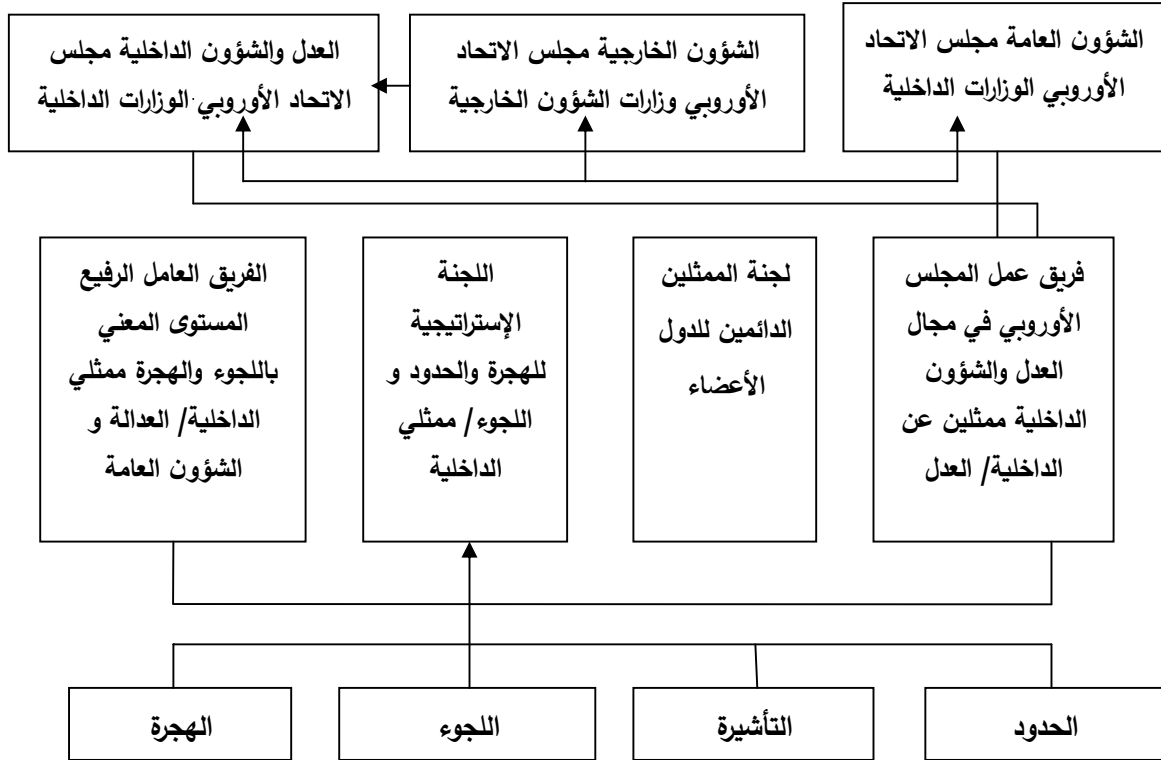 الشؤون العامة مجلس الاتحاد
الأوروبي الوزارات الداخلية
الشؤون الخارجية مجلس الاتحاد
الأوروبي وزارات الشؤون الخارجية
العدل والشؤون الداخلية مجلس
الاتحاد الأوروبي الوزارات الداخلية
فريق عمل المجلس
الأوروبي في مجال
العدل والشؤون
الداخلية ممثلين عن
الداخلية/ العدل
لجنة الممثلين
الدائمين للدول
الأعضاء
اللجنة
الإستراتيجية
للهجرة والحدود و
اللجوء/ ممثلي
الداخلية
الفريق العامل الرفيع
المستوى المعني
باللجوء والهجرة ممثلي
الداخلية/ العدالة و
الشؤون العامة
الحدود
التأشيرة
اللجوء
الهجرة